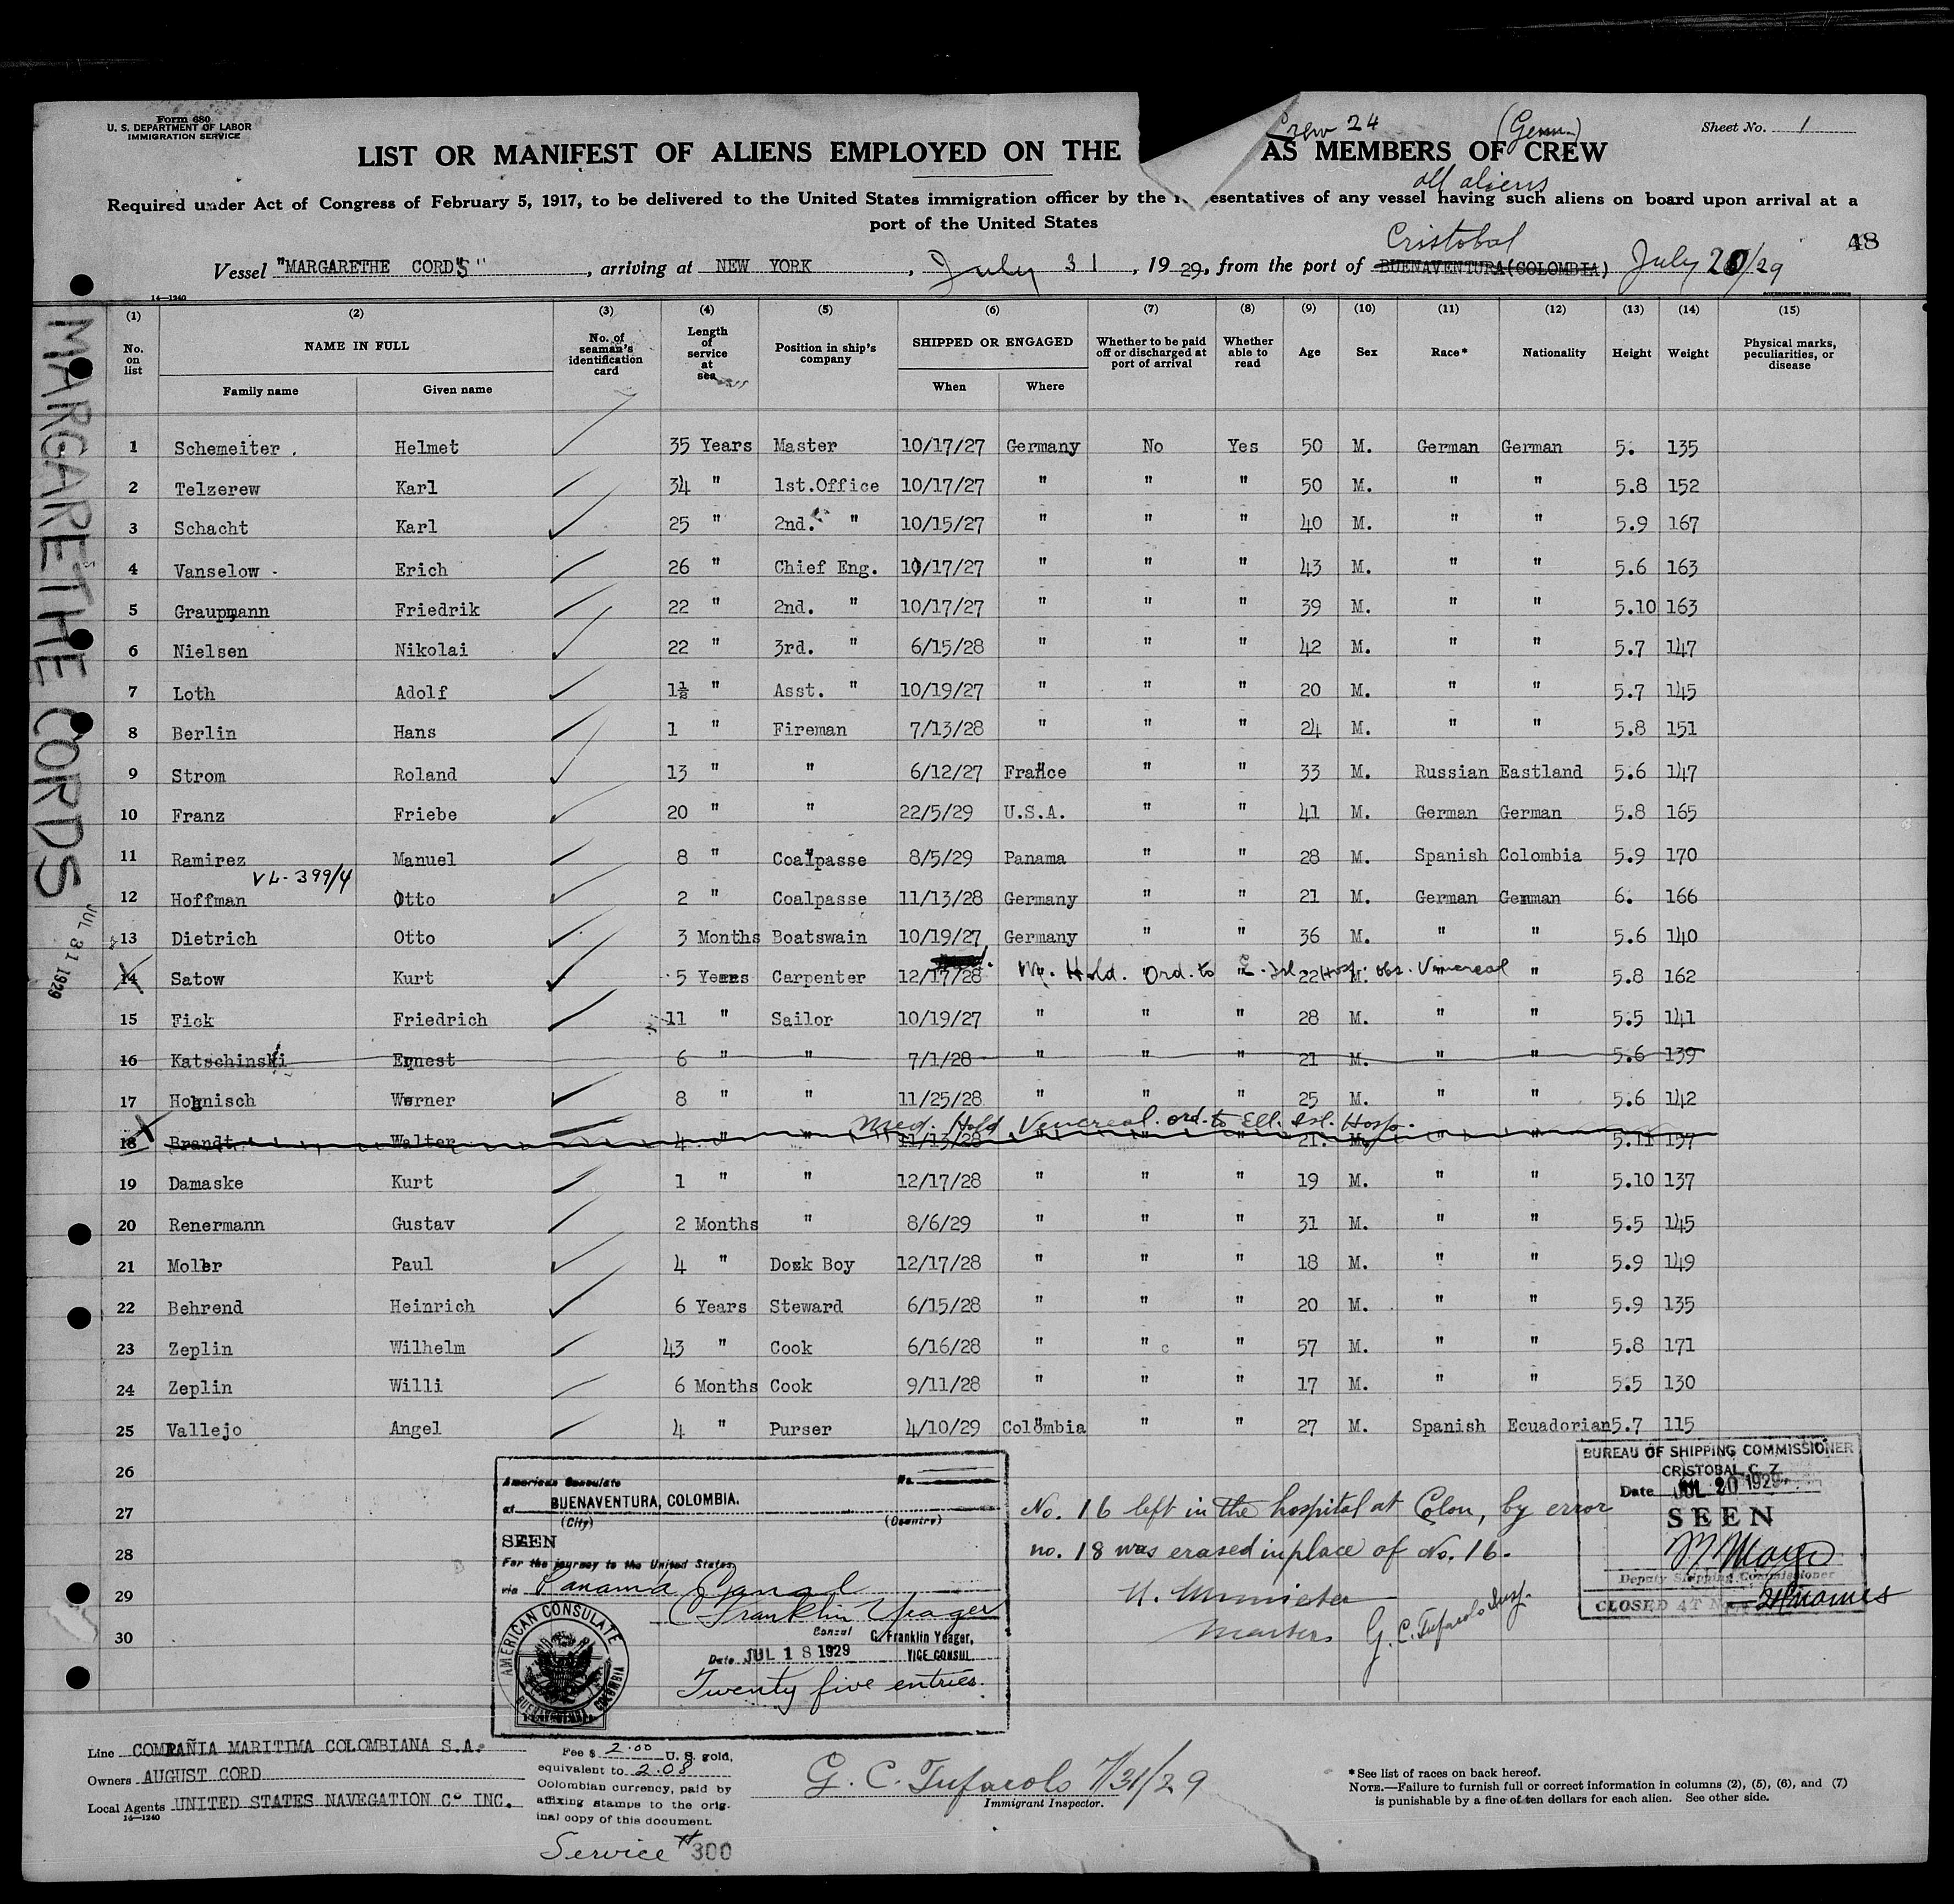 Form 680
U. S. DEPARTMENT OF LABOR
IMMIGRATION SERVICE
Crew 24 (Germ.)
Sheet No. 1
LIST OR MANIFEST OF ALIENS EMPLOYED ON THE AS MEMBERS OF CREW
all aliens
Required under Act of Congress of February 5, 1917, to be delivered to the United States immigration officer by the representatives of any vessel having such aliens on board upon arrival at a
port of the United States
Cristobal
48
Vessel "MARGARETHE CORDS", arriving at NEW YORK, July 31, 1929, from the port of BUENAVENTURA (COLOMBIA) July 20/29
14—1240
MARGARETHE CORDS
JUL 31 1929
(1) (2) (3) (4) (5) (6) (7) (8) (9) (10) (11) (12) (13) (14) (15)
No. on list NAME IN FULL Family name Given name No. of seaman's identification card Length of service at sea Position in ship's company SHIPPED OR ENGAGED When Where Whether to be paid off or discharged at port of arrival Whether able to read Age Sex Race* Nationality Height Weight Physical marks, peculiarities, or disease
1 Schemeiter . Helmet 35 Years Master 10/17/27 Germany No Yes 50 M. German German 5. 135
2 Telzerew Karl 34 " 1st.Office 10/17/27 " " " 50 M. " " 5.8 152
3 Schacht Karl 25 " 2nd. " 10/15/27 " " " 40 M. " " 5.9 167
4 Vanselow - Erich 26 " Chief Eng. 10/17/27 " " " 43 M. " " 5.6 163
5 Graupmann Friedrik 22 " 2nd. " 10/17/27 " " " 39 M. " " 5.10 163
6 Nielsen Nikolai 22 " 3rd. " 6/15/28 " " " 42 M. " " 5.7 147
7 Loth Adolf 1½ " Asst. " 10/19/27 " " " 20 M. " " 5.7 145
8 Berlin Hans 1 " Fireman 7/13/28 " " " 24 M. " " 5.8 151
9 Strom Roland 13 " " 6/12/27 France " " 33 M. Russian Eastland 5.6 147
10 Franz Friebe 20 " " 22/5/29 U.S.A. " " 41 M. German German 5.8 165
11 Ramirez Manuel 8 " Coalpasse 8/5/29 Panama " " 28 M. Spanish Colombia 5.9 170
VL-399/4
12 Hoffman Otto 2 " Coalpasse 11/13/28 Germany " " 21 M. German German 6. 166
13 Dietrich Otto 3 Months Boatswain 10/19/27 Germany " " 36 M. " " 5.6 140
14 Satow Kurt 5 Years Carpenter 12/17/28 " " " 22 M. " " 5.8 162
M. Hold. Ord. to E. Isl. Hosp. obs. Venereal
15 Fick Friedrich 11 " Sailor 10/19/27 " " " 28 M. " " 5.5 141
16 Katschinski Ernest 6 " " 7/1/28 " " " 21 M. " " 5.6 139
17 Hohnisch Werner 8 " " 11/25/28 " " " 25 M. " " 5.6 142
Med. Hold Venereal. ord. to Ell. Isl. Hosp.
18 Brandt Walter 4 " " 11/13/28 " " " 21. M. " " 5.11 157
19 Damaske Kurt 1 " " 12/17/28 " " " 19 M. " " 5.10 137
20 Renermann Gustav 2 Months " 8/6/29 " " " 31 M. " " 5.5 145
21 Moller Paul 4 " Deck Boy 12/17/28 " " " 18 M. " " 5.9 149
22 Behrend Heinrich 6 Years Steward 6/15/28 " " " 20 M. " " 5.9 135
23 Zeplin Wilhelm 43 " Cook 6/16/28 " " " 57 M. " " 5.8 171
24 Zeplin Willi 6 Months Cook 9/11/28 " " " 17 M. " " 5.5 130
25 Vallejo Angel 4 " Purser 4/10/29 Colombia " " 27 M. Spanish Ecuadorian 5.7 115
26
27
28
29
30
American Consulate No.
at BUENAVENTURA, COLOMBIA.
(City) (Country)
SEEN
For the journey to the United States
via Panama Canal
C. Franklin Yeager
Consul C. Franklin Yeager,
Date JUL 18 1929 VICE CONSUL
Twenty five entries.
AMERICAN CONSULATE
BUENAVENTURA COLOMBIA
No. 16 left in the hospital at Colon, by error
no. 18 was erased in place of No. 16.
Masters G. C. Tufarolo Insp.
BUREAU OF SHIPPING COMMISSIONER
CRISTOBAL C. Z.
Date JUL 20 1929
SEEN
Deputy Shipping Commissioner
CLOSED AT
Line COMPAÑIA MARITIMA COLOMBIANA S.A.
Owners AUGUST CORD
Local Agents UNITED STATES NAVEGATION Cº INC.
14—1240
Fee $ 2.00 U. S. gold,
equivalent to 2.08
Colombian currency, paid by
affixing stamps to the orig-
inal copy of this document.
Service # 300
G. C. Tufarolo 7/31/29
Immigrant Inspector.
* See list of races on back hereof.
NOTE.—Failure to furnish full or correct information in columns (2), (5), (6), and (7)
is punishable by a fine of ten dollars for each alien. See other side.